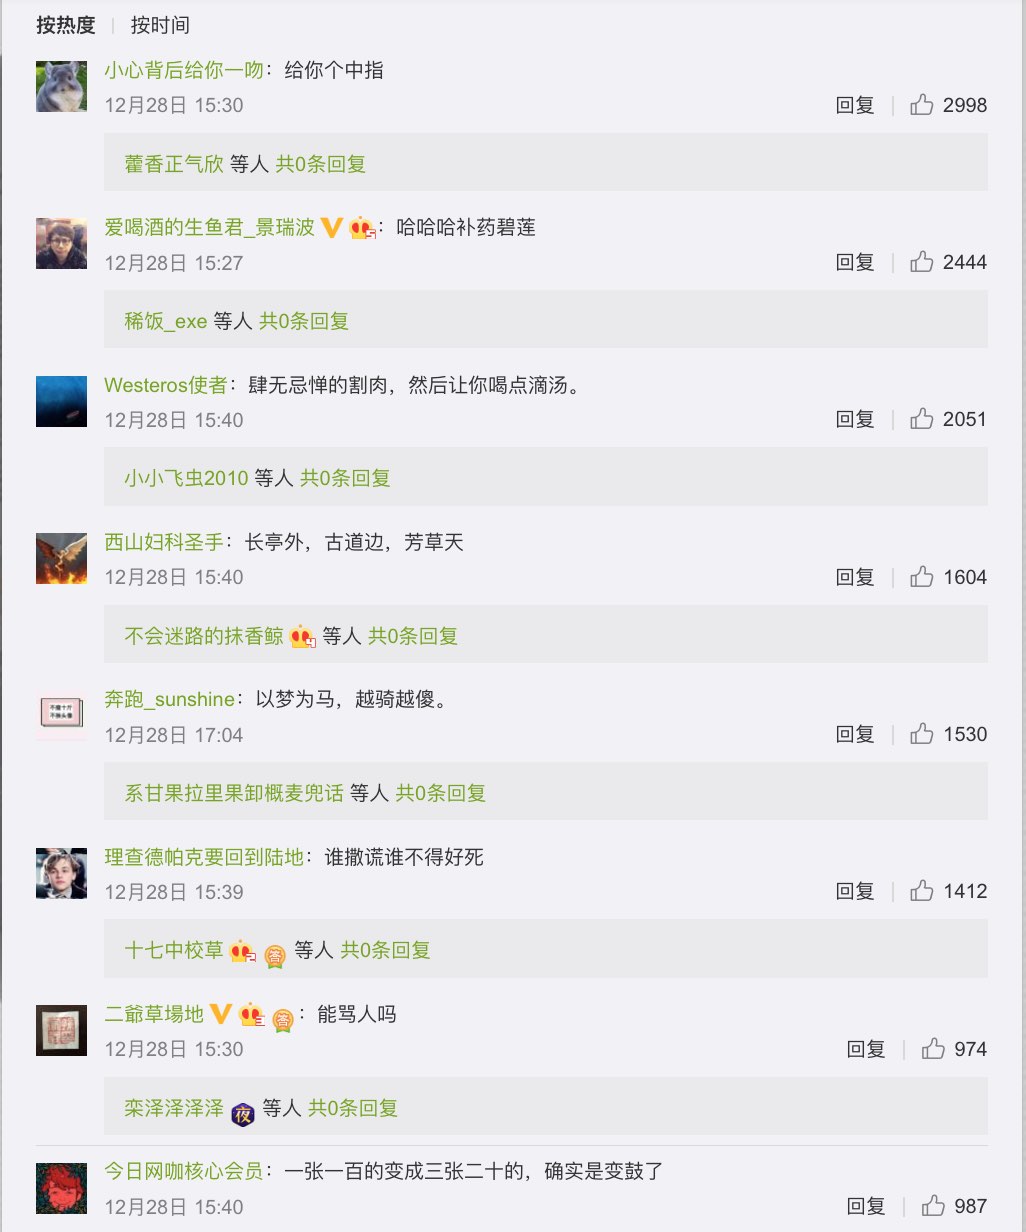 按热度 | 按时间
小心背后给你一吻：给你个中指
12月28日 15:30 回复 | 2998
藿香正气欣 等人 共0条回复
爱喝酒的生鱼君_景瑞波：哈哈哈补药碧莲
12月28日 15:27 回复 | 2444
稀饭_exe 等人 共0条回复
Westeros使者：肆无忌惮的割肉，然后让你喝点滴汤。
12月28日 15:40 回复 | 2051
小小飞虫2010 等人 共0条回复
西山妇科圣手：长亭外，古道边，芳草天
12月28日 15:40 回复 | 1604
不会迷路的抹香鲸 等人 共0条回复
奔跑_sunshine：以梦为马，越骑越傻。
12月28日 17:04 回复 | 1530
系甘果拉里果卸概麦兜话 等人 共0条回复
理查德帕克要回到陆地：谁撒谎谁不得好死
12月28日 15:39 回复 | 1412
十七中校草 答 等人 共0条回复
二爺草場地 答：能骂人吗
12月28日 15:30 回复 | 974
栾泽泽泽泽 夜 等人 共0条回复
今日网咖核心会员：一张一百的变成三张二十的，确实是变鼓了
12月28日 15:40 回复 | 987